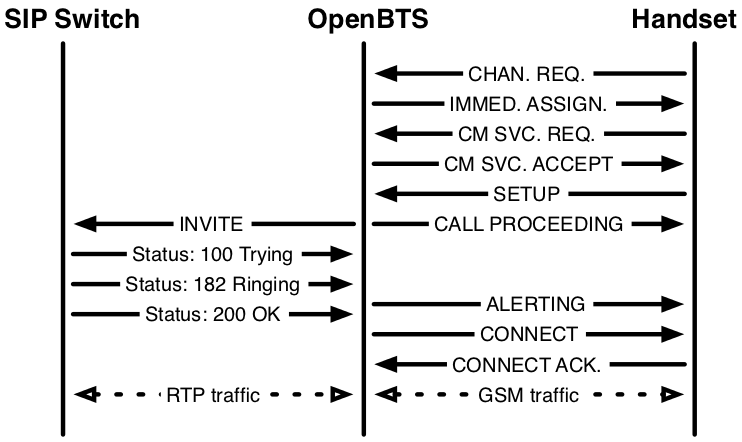 SIP Switch OpenBTS Handset
CHAN. REQ.
IMMED. ASSIGN.
CM SVC. REQ.
CM SVC. ACCEPT
SETUP
INVITE CALL PROCEEDING
Status: 100 Trying
Status: 182 Ringing
Status: 200 OK ALERTING
CONNECT
CONNECT ACK.
RTP traffic GSM traffic